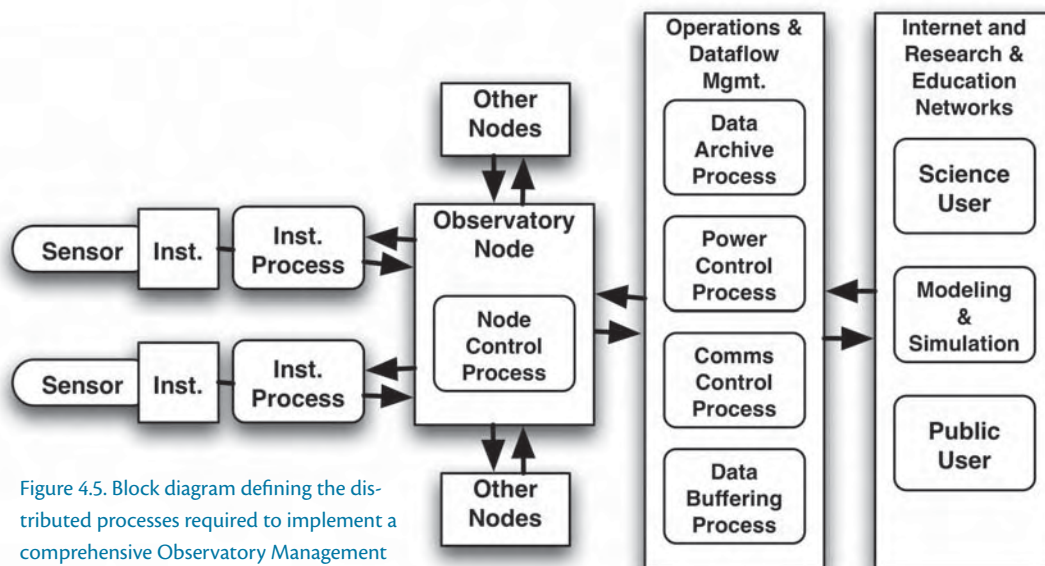 Other
Nodes
Sensor
Inst.
Inst.
Process
Observatory
Node
Node
Control
Process
Sensor
Inst.
Inst.
Process
Other
Nodes
Operations &
Dataflow
Mgmt.
Data
Archive
Process
Power
Control
Process
Comms
Control
Process
Data
Buffering
Process
Internet and
Research &
Education
Networks
Science
User
Modeling
&
Simulation
Public
User
Figure 4.5. Block diagram defining the dis-
tributed processes required to implement a
comprehensive Observatory Management